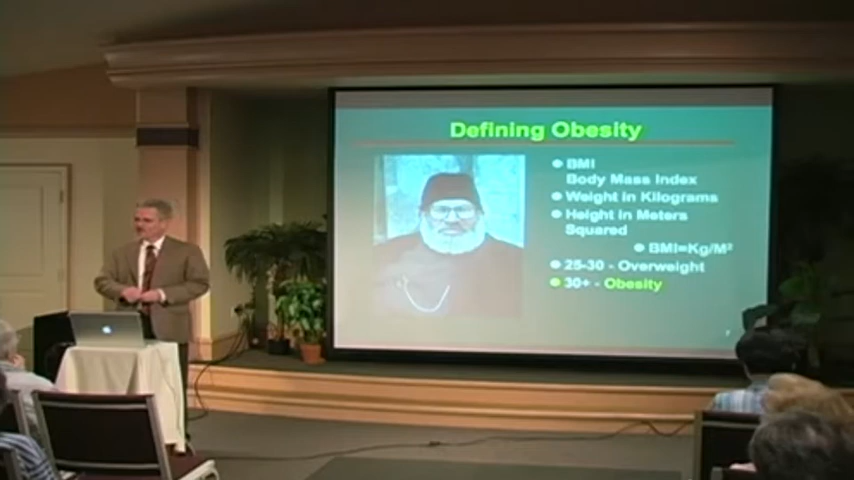 Defining Obesity
BMI
Body Mass Index
Weight in Kilograms
Height in Meters
Squared
BMI=Kg/M²
25-30 - Overweight
30+ - Obesity